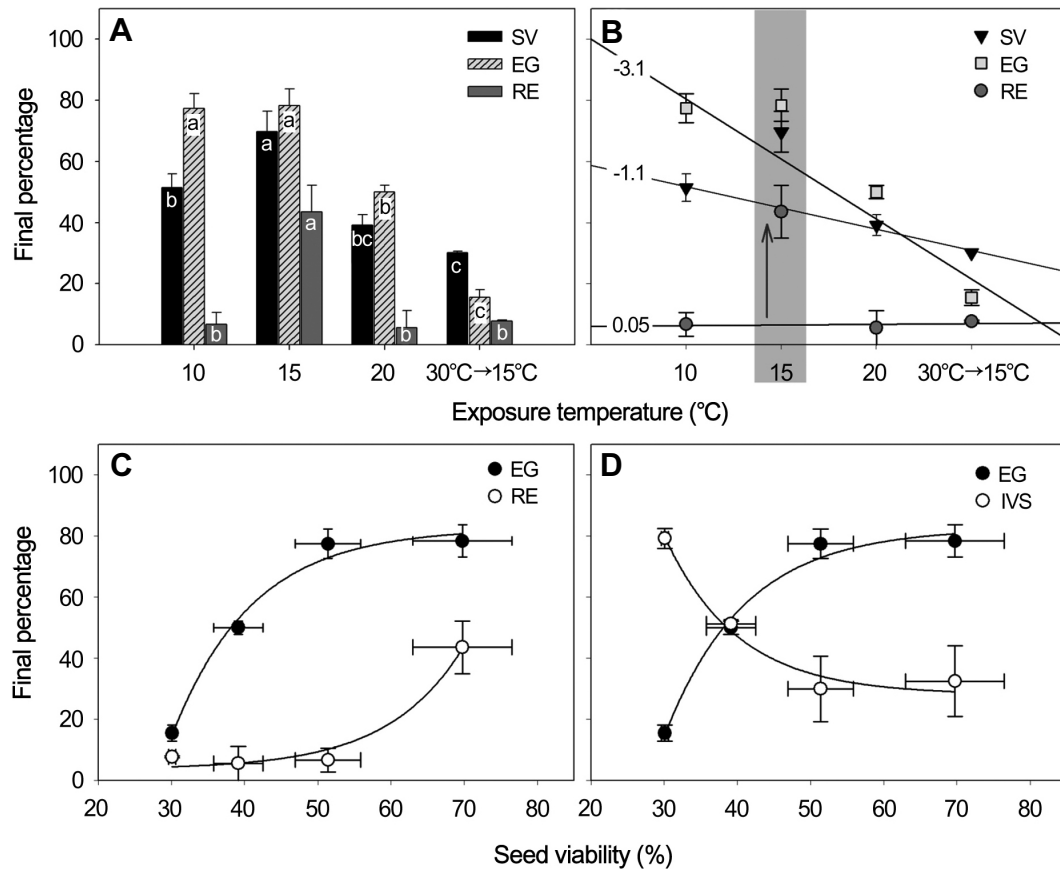 A
SV
EG
RE
B
SV
EG
RE
Final percentage
100
80
60
40
20
0
b
a
a
a
a
bc
b
c
c
b
b
b
-3.1
-1.1
0.05
10
15
20
30°C→15°C
10
15
20
30°C→15°C
Exposure temperature (°C)
C
EG
RE
D
EG
IVS
Final percentage
100
80
60
40
20
0
20
30
40
50
60
70
80
20
30
40
50
60
70
80
Seed viability (%)